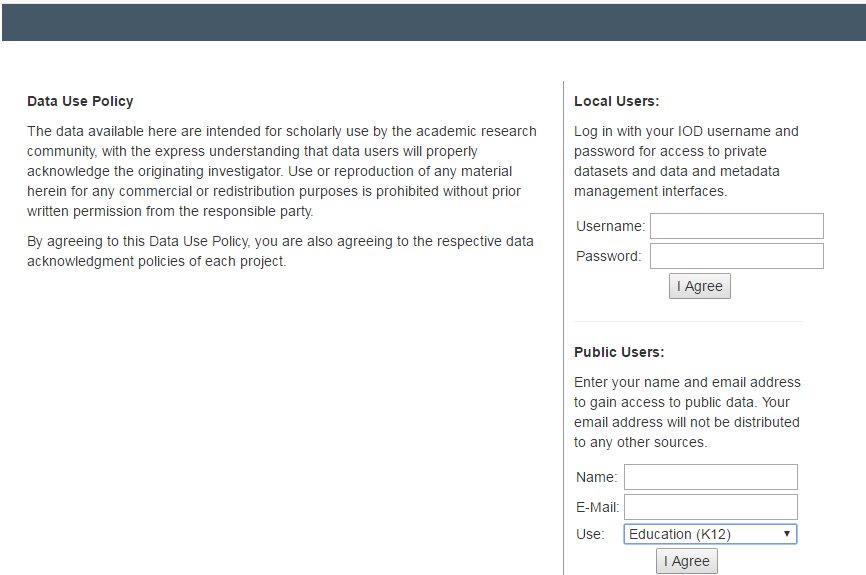 Data Use Policy
The data available here are intended for scholarly use by the academic research
community, with the express understanding that data users will properly
acknowledge the originating investigator. Use or reproduction of any material
herein for any commercial or redistribution purposes is prohibited without prior
written permission from the responsible party.
By agreeing to this Data Use Policy, you are also agreeing to the respective data
acknowledgment policies of each project.
Local Users:
Log in with your IOD username and
password for access to private
datasets and data and metadata
management interfaces.
Username:
Password:
I Agree
Public Users:
Enter your name and email address
to gain access to public data. Your
email address will not be distributed
to any other sources.
Name:
E-Mail:
Use: Education (K12)
I Agree